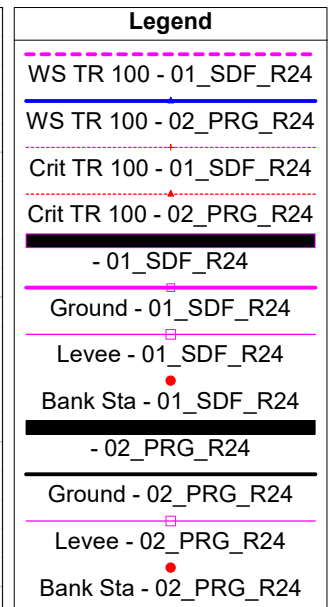 Legend
WS TR 100 - 01_SDF_R24
WS TR 100 - 02_PRG_R24
Crit TR 100 - 01_SDF_R24
Crit TR 100 - 02_PRG_R24
- 01_SDF_R24
Ground - 01_SDF_R24
Levee - 01_SDF_R24
Bank Sta - 01_SDF_R24
- 02_PRG_R24
Ground - 02_PRG_R24
Levee - 02_PRG_R24
Bank Sta - 02_PRG_R24